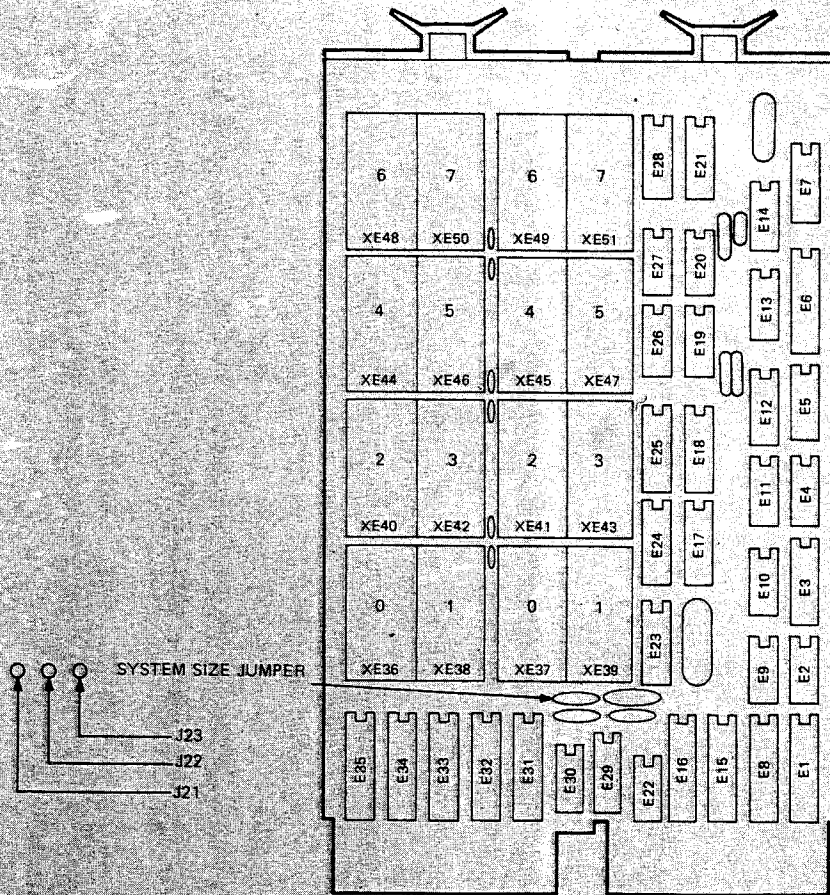 6 7 6 7
XE48 XE50 XE49 XE51
4 5 4 5
XE44 XE46 XE45 XE47
2 3 2 3
XE40 XE42 XE41 XE43
0 1 0 1
XE36 XE38 XE37 XE39
E28 E21 E7
E14
E27 E20
E13 E6
E26 E19
E12 E5
E25 E18
E11 E4
E24 E17
E10 E3
E23
E9 E2
SYSTEM SIZE JUMPER
J23
J22
J21
E35 E34 E33 E32 E31 E30 E29 E22 E16 E15 E8 E1